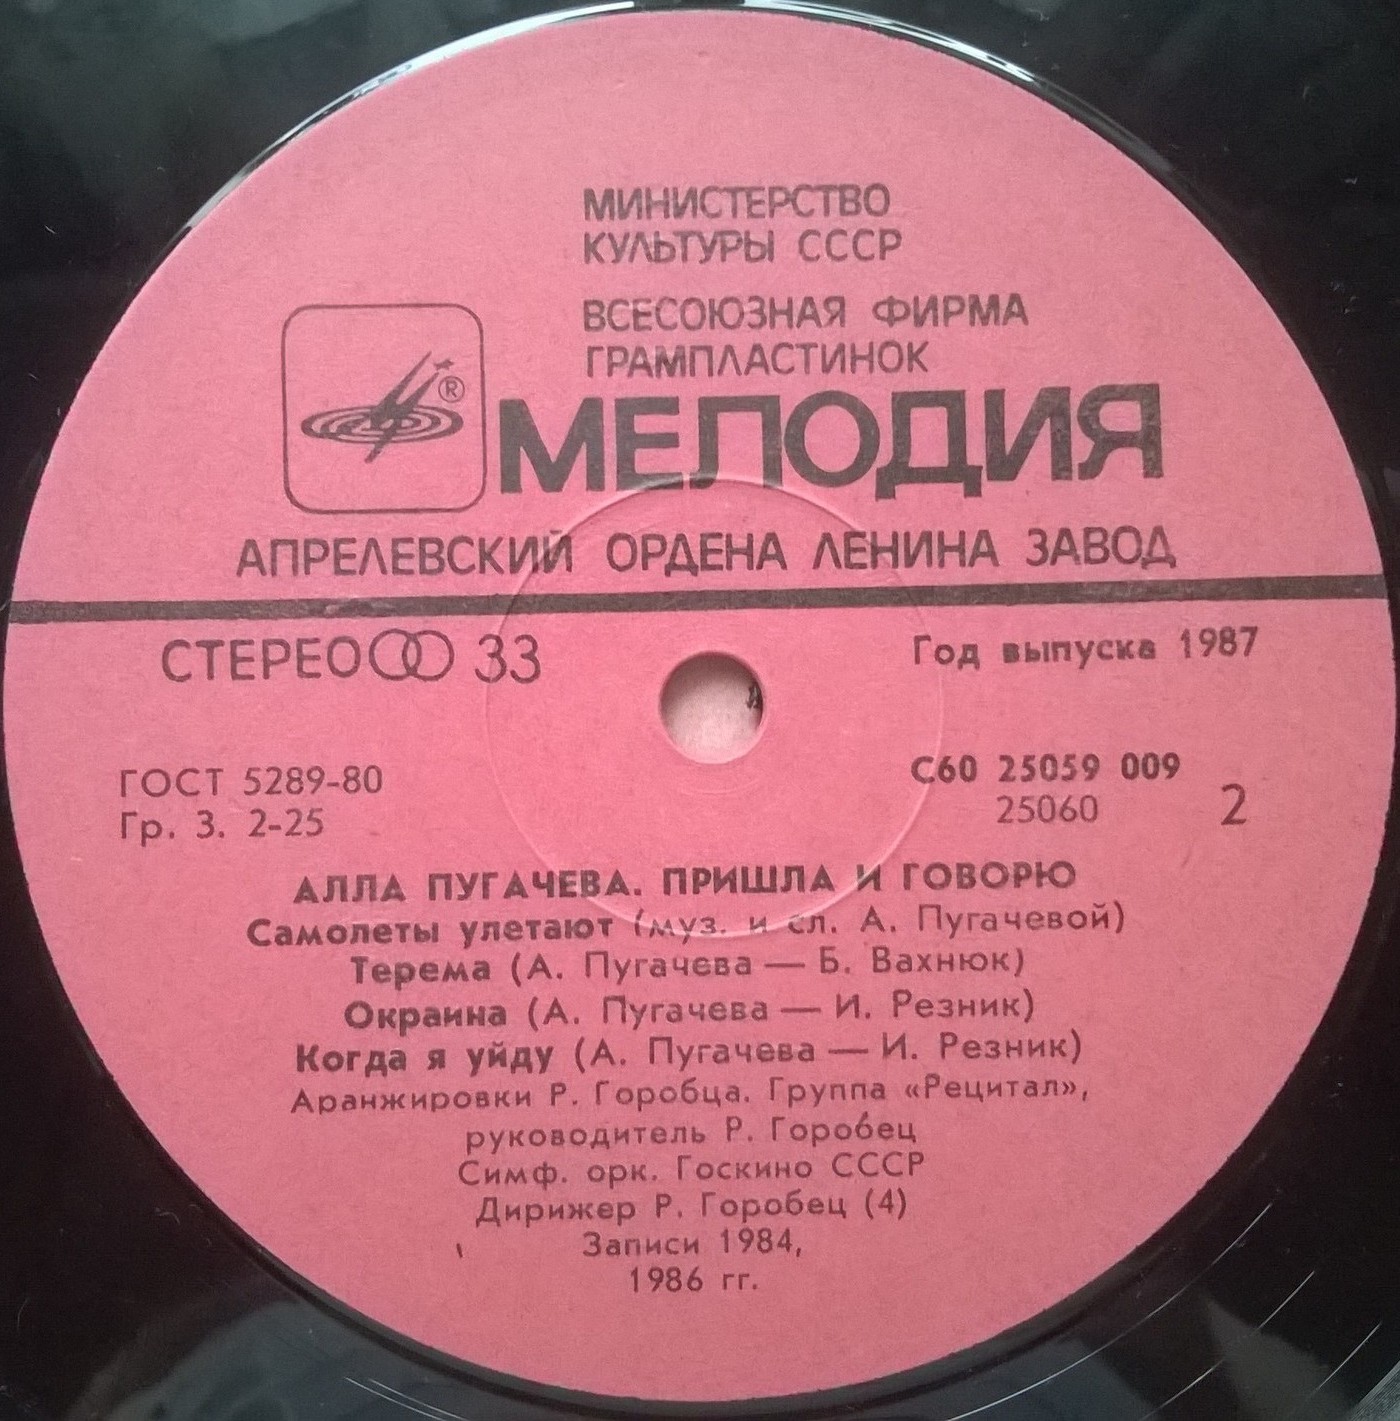 МИНИСТЕРСТВО
КУЛЬТУРЫ СССР
ВСЕСОЮЗНАЯ ФИРМА
ГРАМПЛАСТИНОК
®
МЕЛОДИЯ
АПРЕЛЕВСКИЙ ОРДЕНА ЛЕНИНА ЗАВОД
СТЕРЕО 33
Год выпуска 1987
ГОСТ 5289-80
Гр. 3. 2-25
С60 25059 009
25060
2
АЛЛА ПУГАЧЕВА. ПРИШЛА И ГОВОРЮ
Самолеты улетают (муз. и сл. А. Пугачевой)
Терема (А. Пугачева — Б. Вахнюк)
Окраина (А. Пугачева — И. Резник)
Когда я уйду (А. Пугачева — И. Резник)
Аранжировки Р. Горобца. Группа «Рецитал»,
руководитель Р. Горобец
Симф. орк. Госкино СССР
Дирижер Р. Горобец (4)
Записи 1984,
1986 гг.